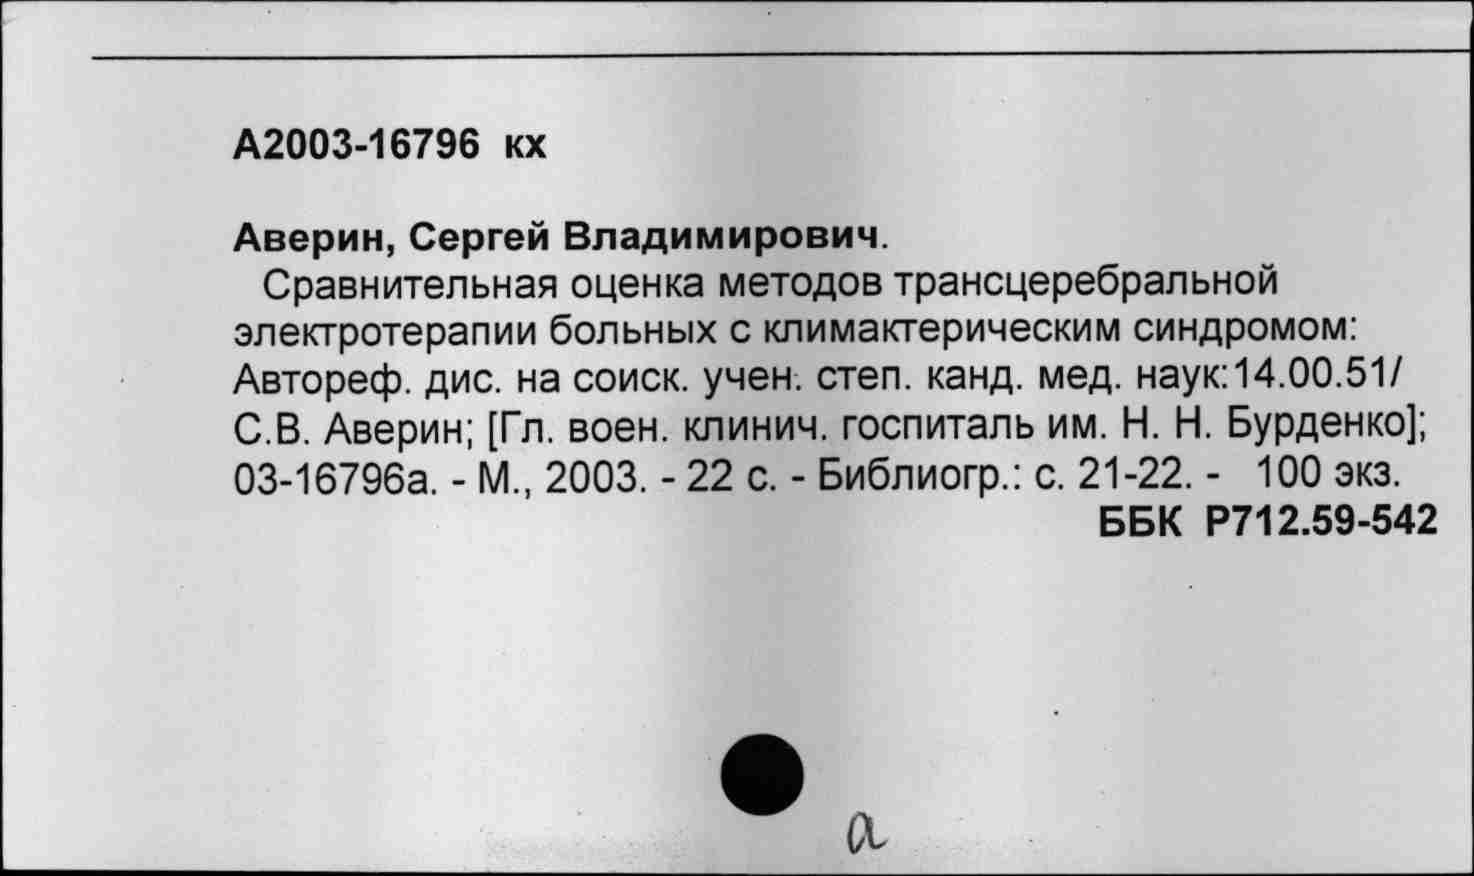 А2003-16796 кх
Аверин, Сергей Владимирович.
Сравнительная оценка методов трансцеребральной
электротерапии больных с климактерическим синдромом:
Автореф. дис. на соиск. учен. степ. канд. мед. наук:14.00.51/
С.В. Аверин; [Гл. воен. клинич. госпиталь им. Н. Н. Бурденко];
03-16796а. - М., 2003. - 22 с. - Библиогр.: с. 21-22. - 100 экз.
ББК Р712.59-542
а